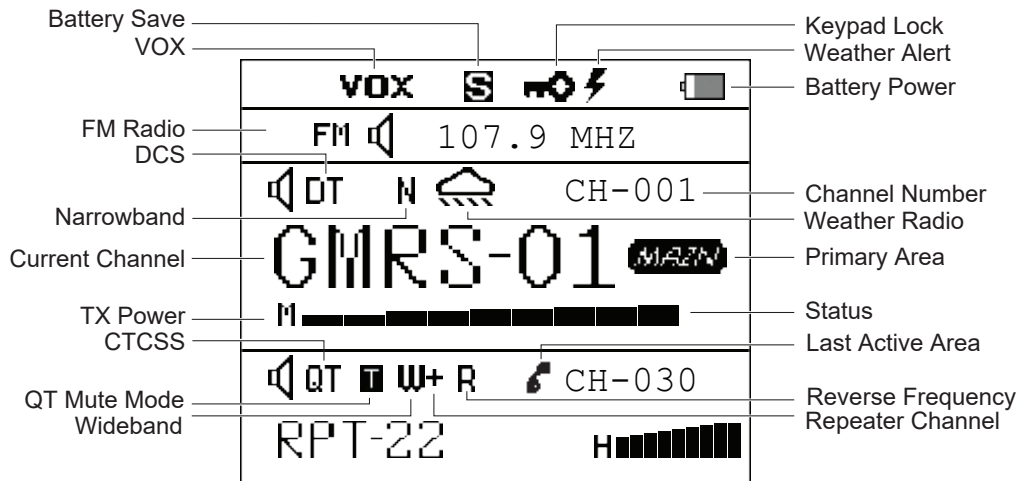 Battery Save
VOX
Keypad Lock
Weather Alert
Battery Power
VOX S
FM Radio
DCS
FM 107.9 MHZ
DT N CH-001
Narrowband
Channel Number
Weather Radio
Current Channel
GMRS-01 MAIN
Primary Area
TX Power
M
Status
CTCSS
Last Active Area
QT T W+ R CH-030
QT Mute Mode
Wideband
Reverse Frequency
Repeater Channel
RPT-22 H